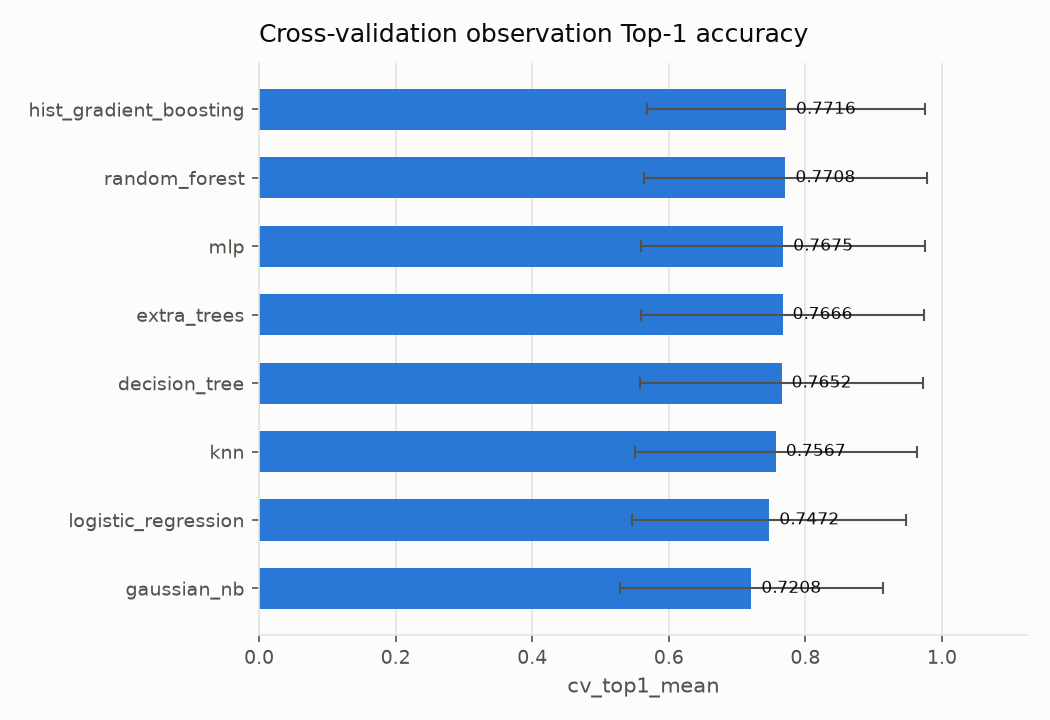 Cross-validation observation Top-1 accuracy
hist_gradient_boosting 0.7716
random_forest 0.7708
mlp 0.7675
extra_trees 0.7666
decision_tree 0.7652
knn 0.7567
logistic_regression 0.7472
gaussian_nb 0.7208
0.0 0.2 0.4 0.6 0.8 1.0
cv_top1_mean